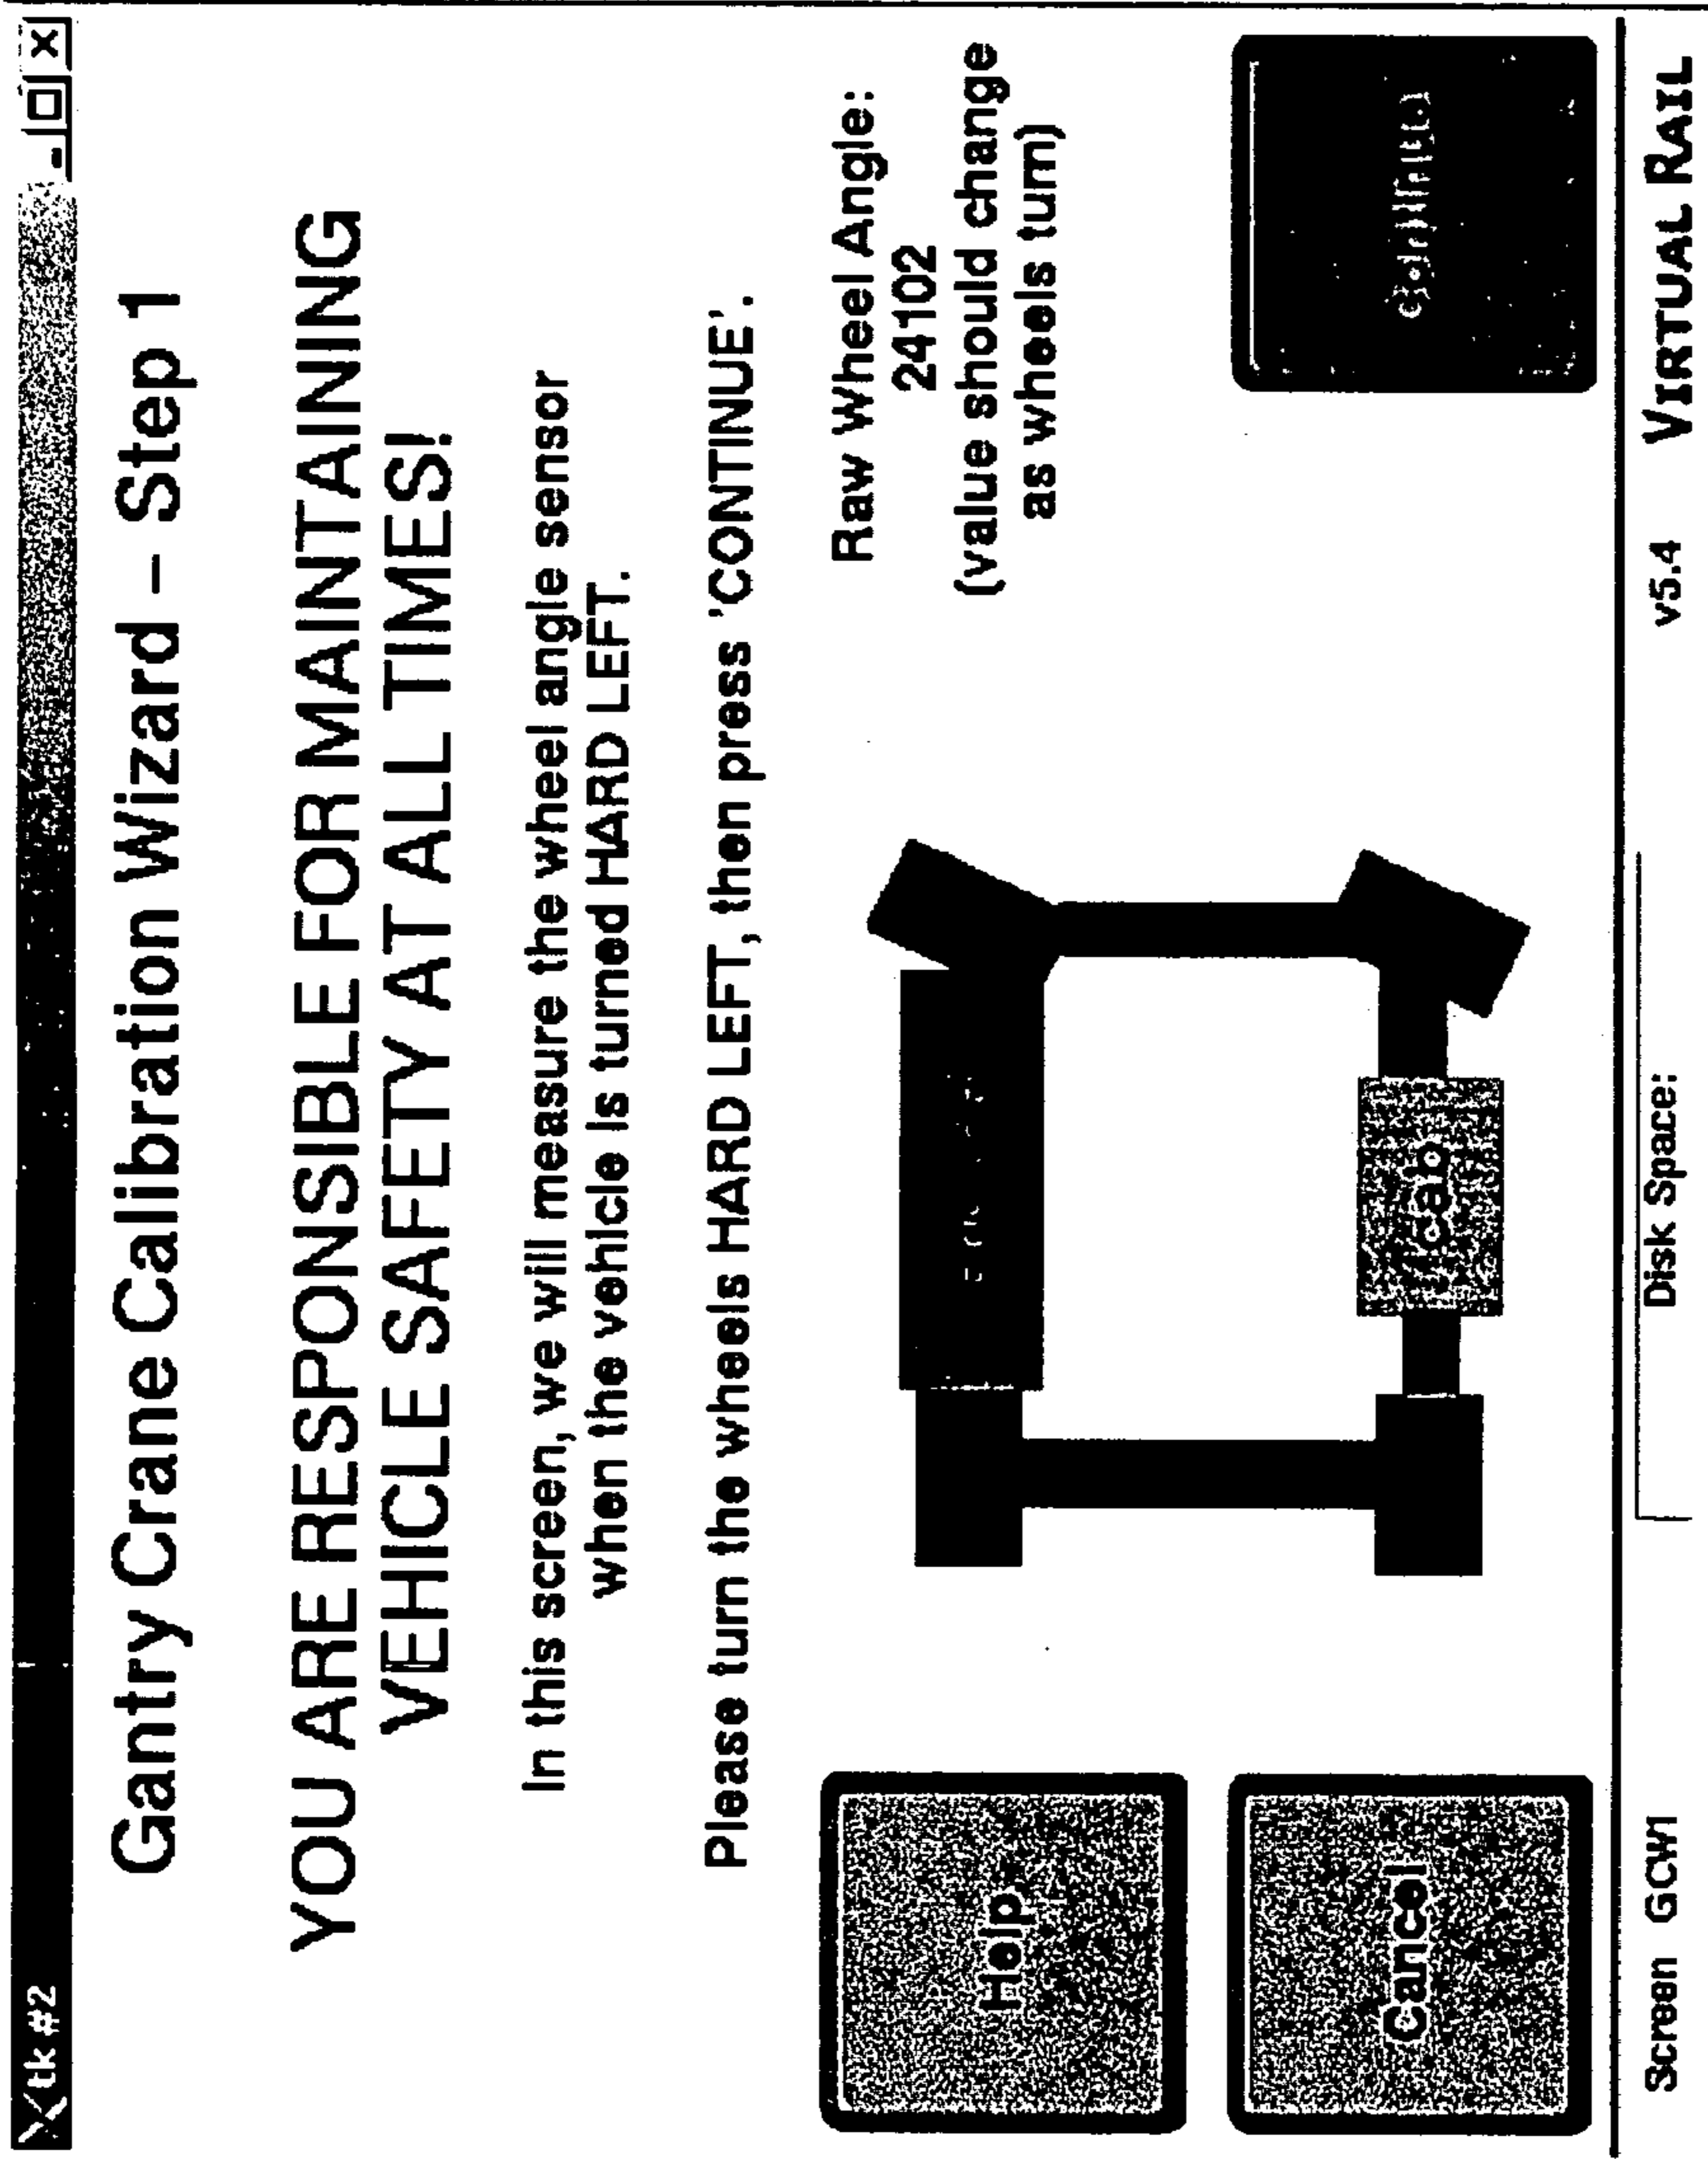 tk #2
Gantry Crane Calibration Wizard - Step 1
YOU ARE RESPONSIBLE FOR MAINTAINING
VEHICLE SAFETY AT ALL TIMES!
In this screen, we will measure the wheel angle sensor
when the vehicle is turned HARD LEFT.
Please turn the wheels HARD LEFT, then press 'CONTINUE'.
Raw Wheel Angle:
24102
(value should change
as wheels turn)
Help
cab
Cancel
Continue
Screen GCW1
Disk Space:
v5.4
VIRTUAL RAIL